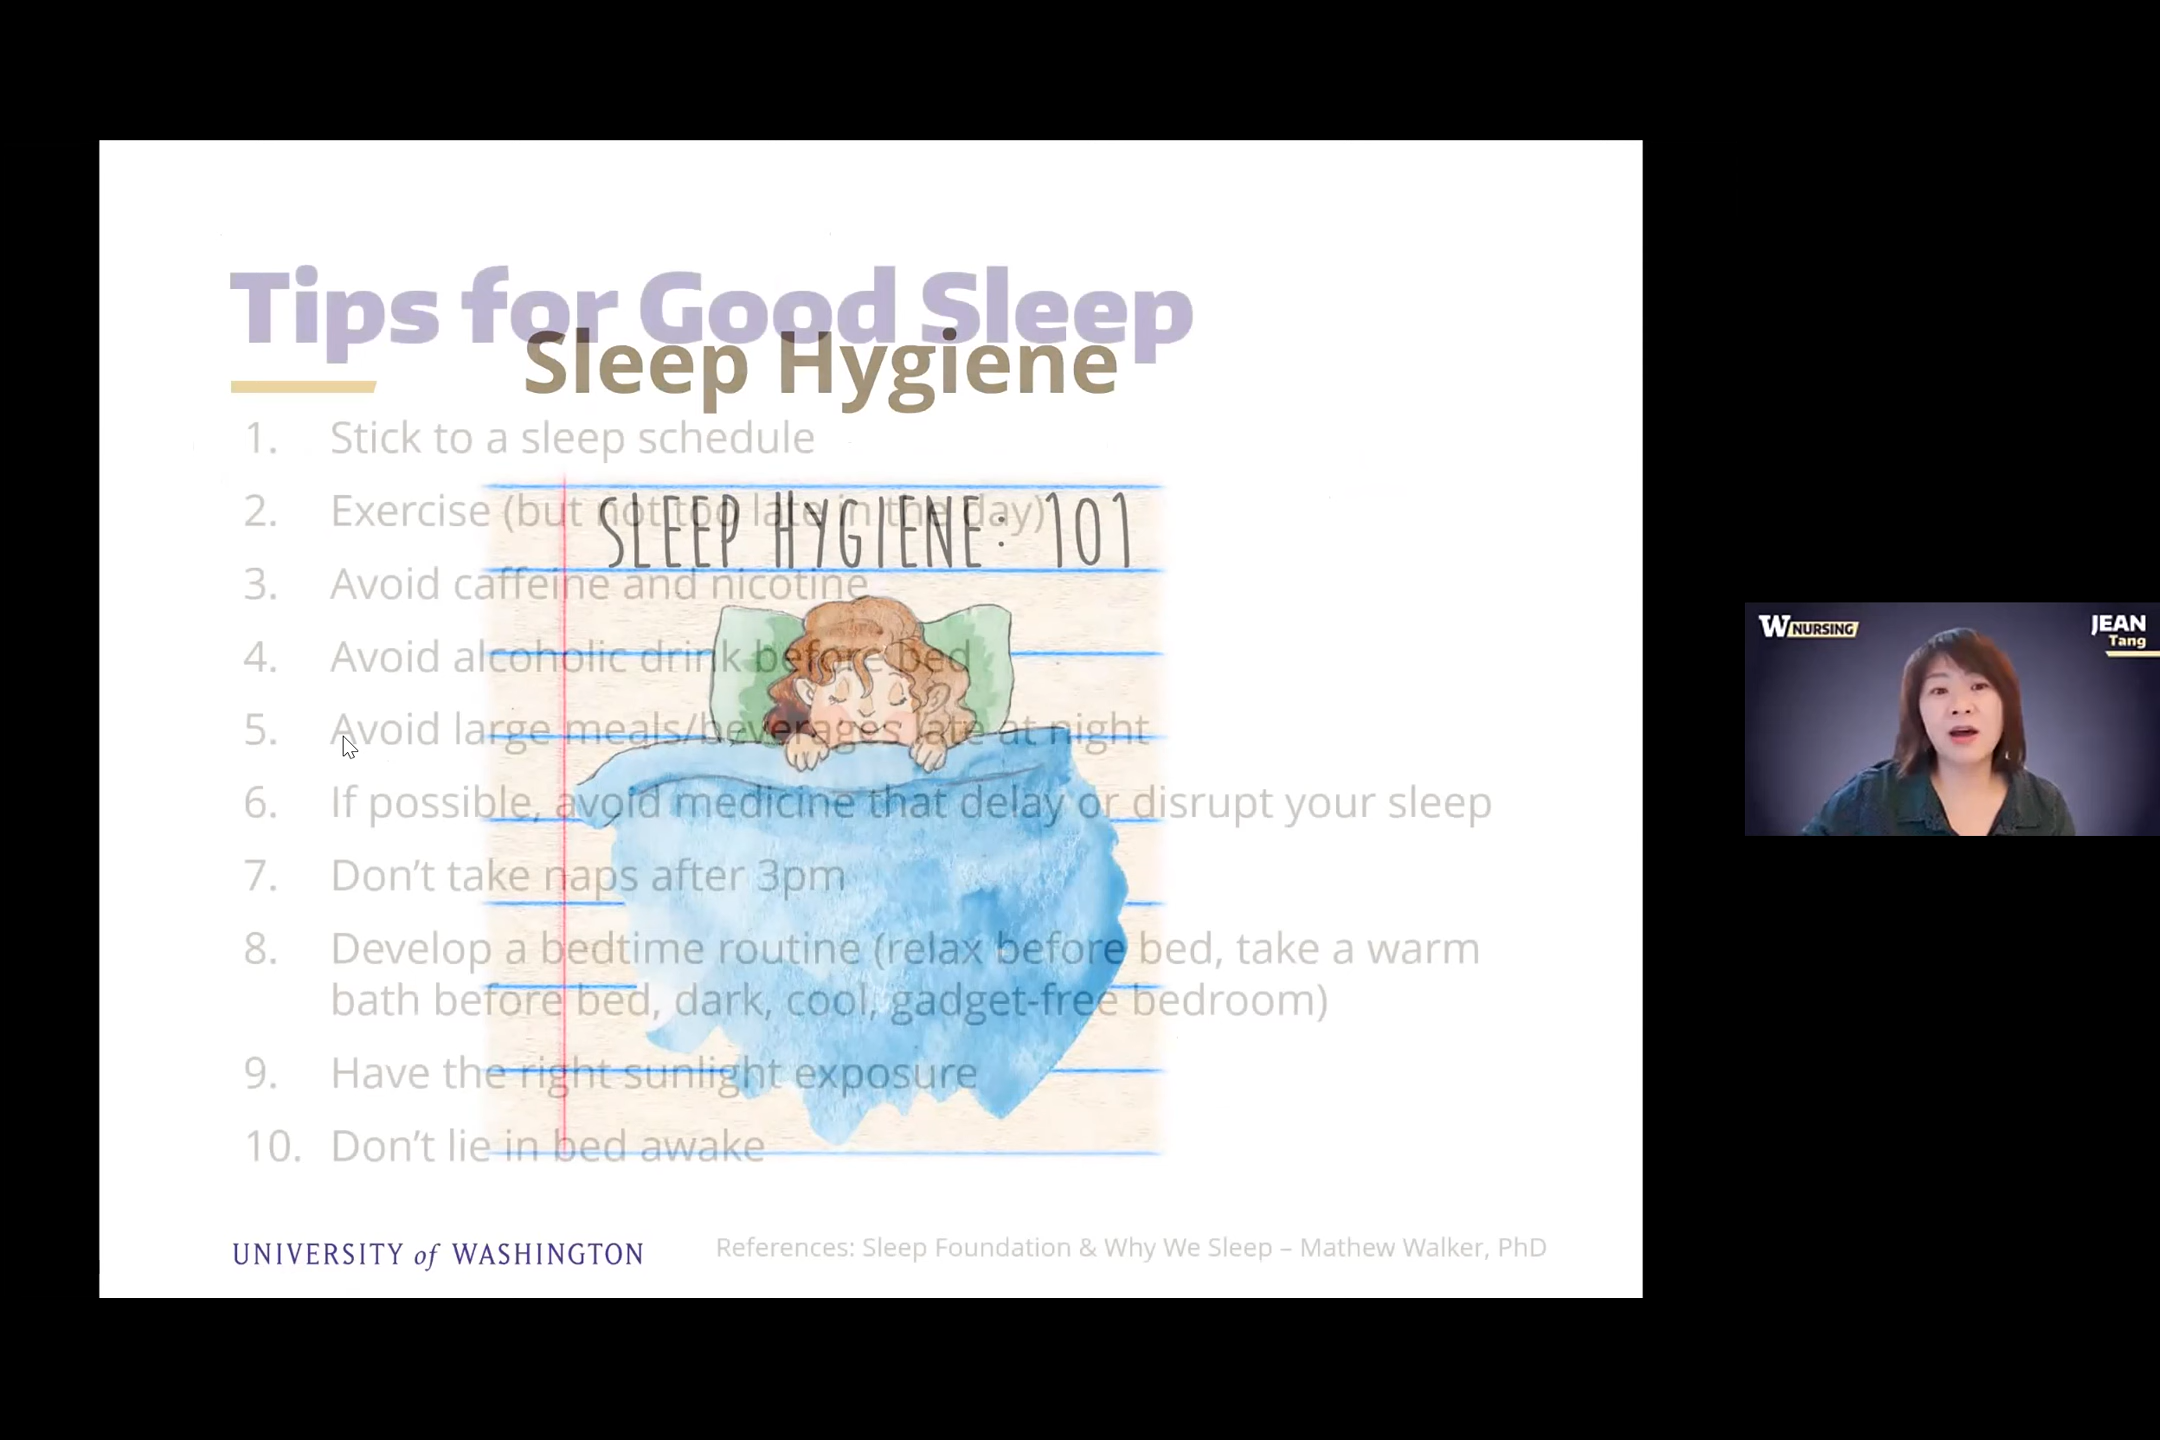 Tips for Good Sleep
Sleep Hygiene
1. Stick to a sleep schedule
SLEEP HYGIENE: 101
2. Exercise (but not too late in the day)
3. Avoid caffeine and nicotine
4. Avoid alcoholic drink before bed
5. Avoid large meals/beverages late at night
6. If possible, avoid medicine that delay or disrupt your sleep
7. Don’t take naps after 3pm
8. Develop a bedtime routine (relax before bed, take a warm
bath before bed, dark, cool, gadget-free bedroom)
9. Have the right sunlight exposure
10. Don’t lie in bed awake
UNIVERSITY of WASHINGTON
References: Sleep Foundation & Why We Sleep – Mathew Walker, PhD
W NURSING
JEAN
Tang